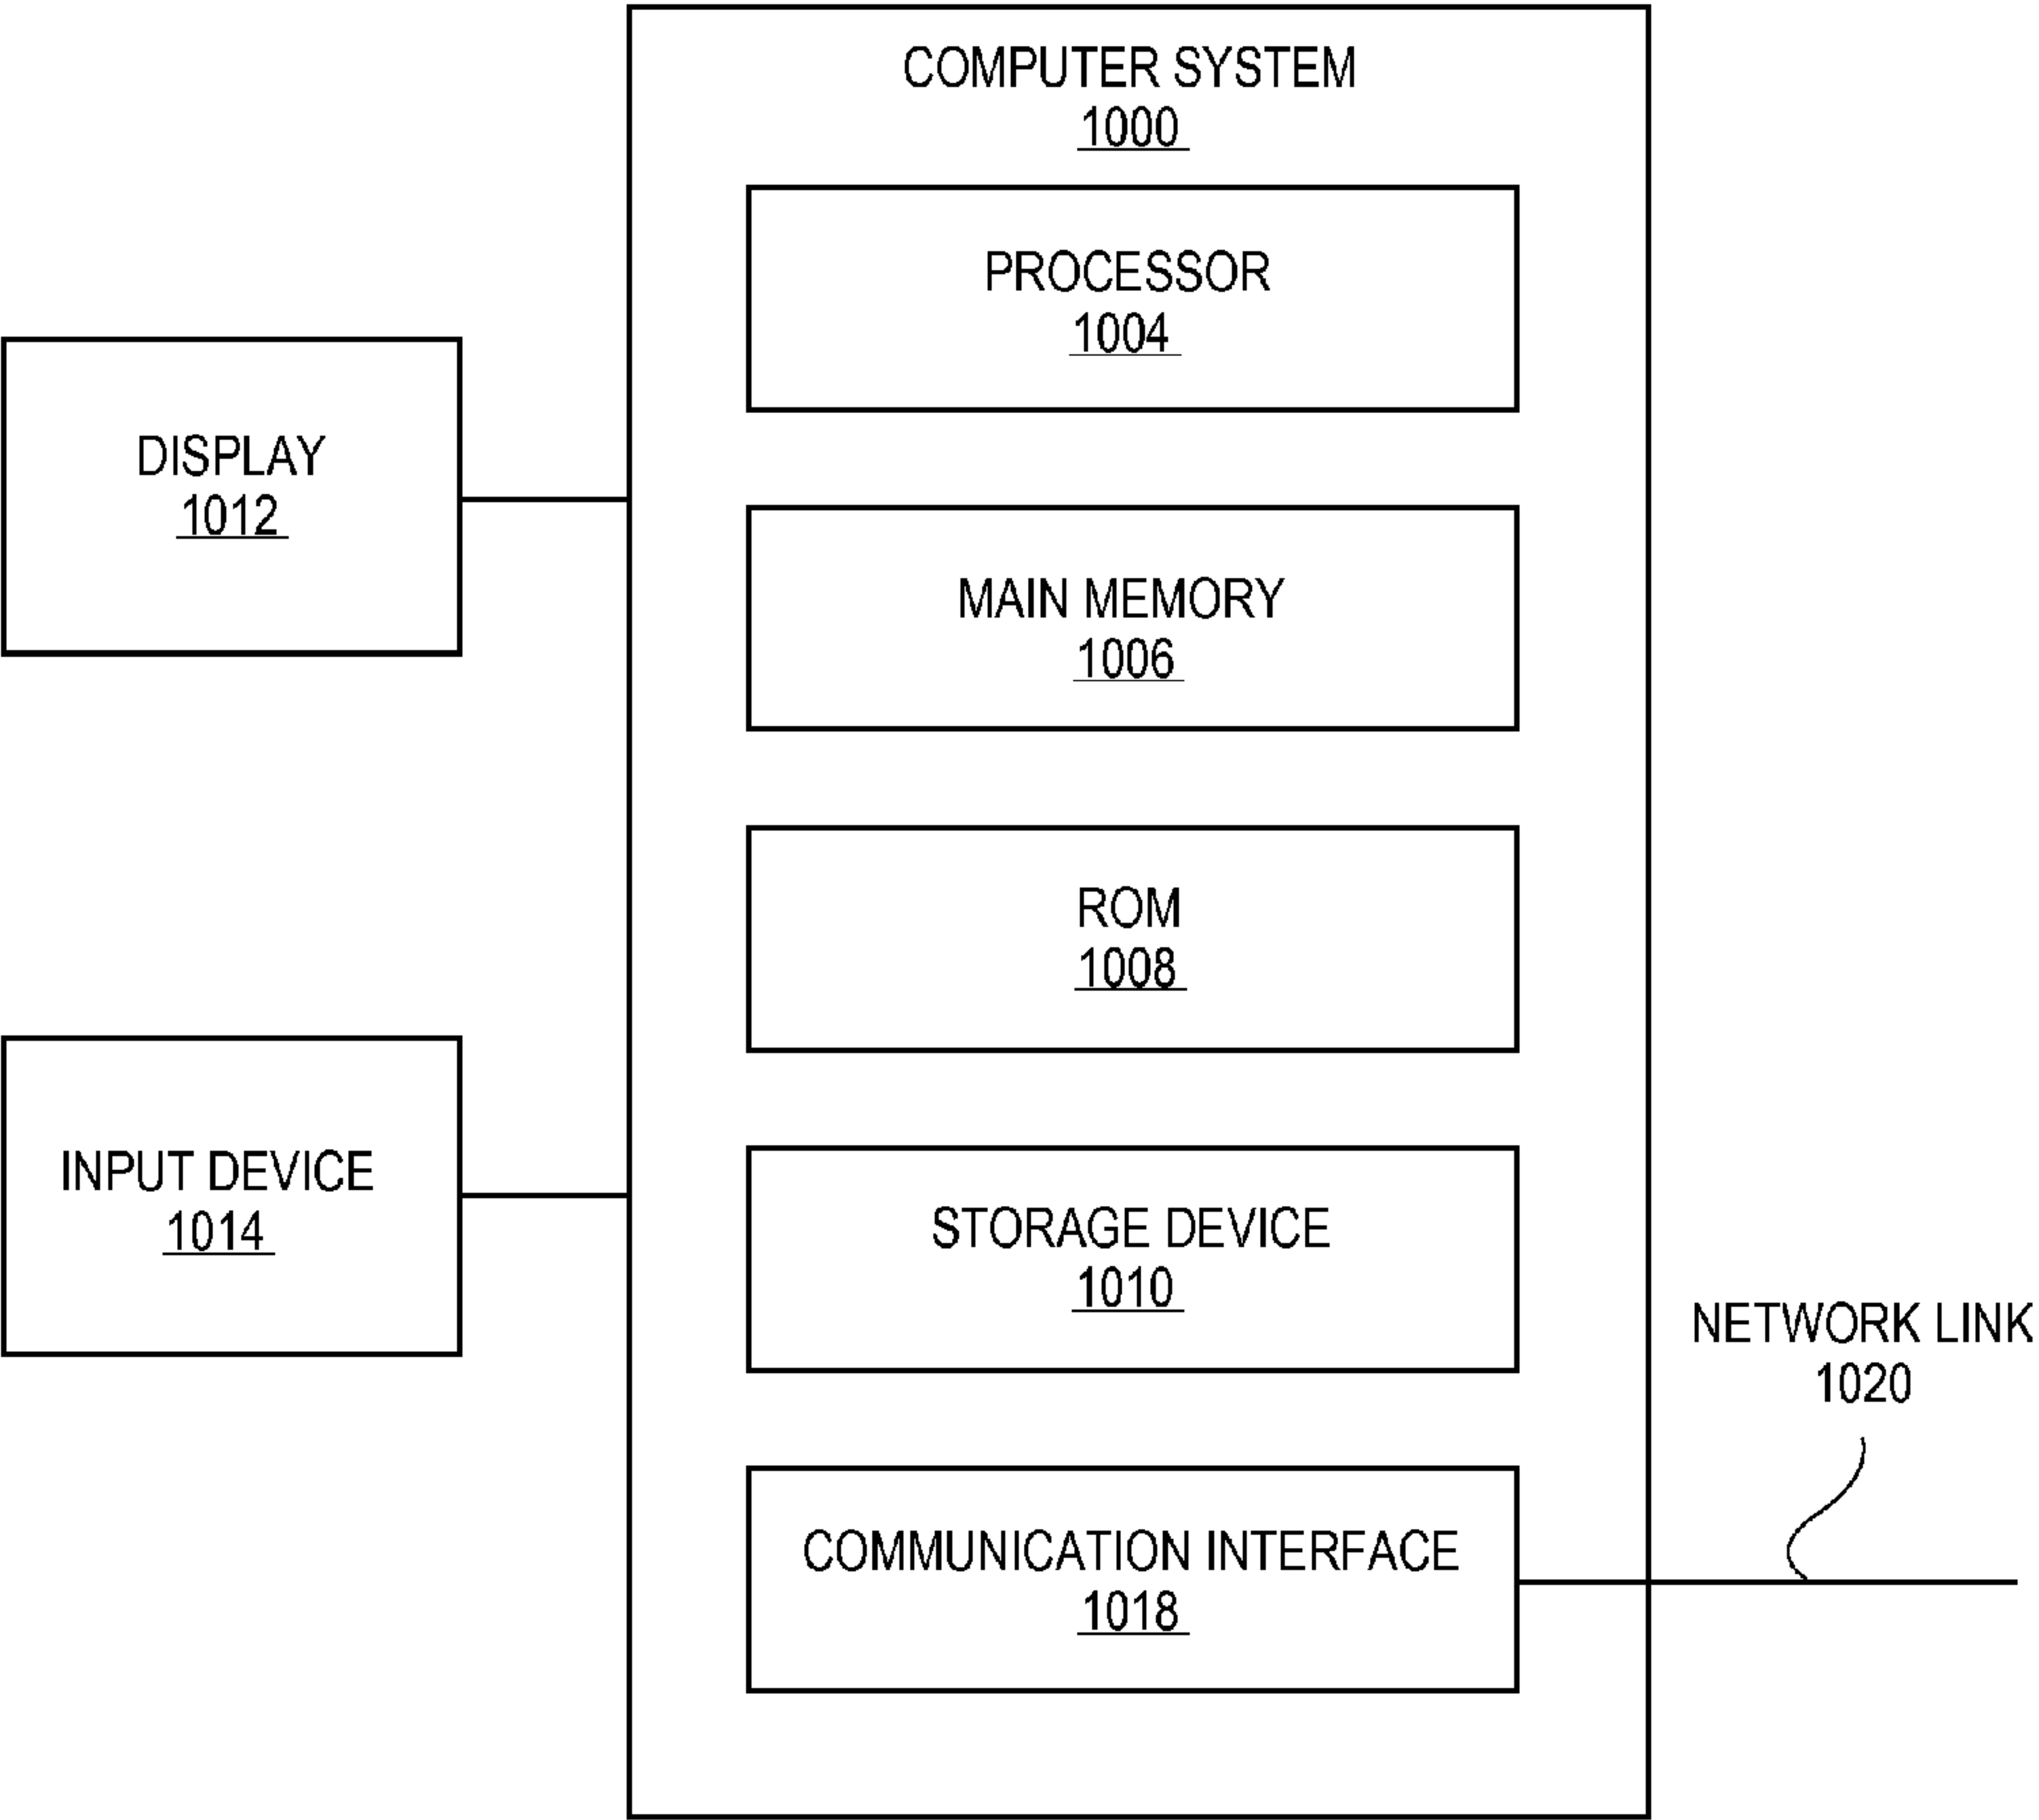 COMPUTER SYSTEM
1000
PROCESSOR
1004
DISPLAY
1012
MAIN MEMORY
1006
ROM
1008
INPUT DEVICE
1014
STORAGE DEVICE
1010
NETWORK LINK
1020
COMMUNICATION INTERFACE
1018